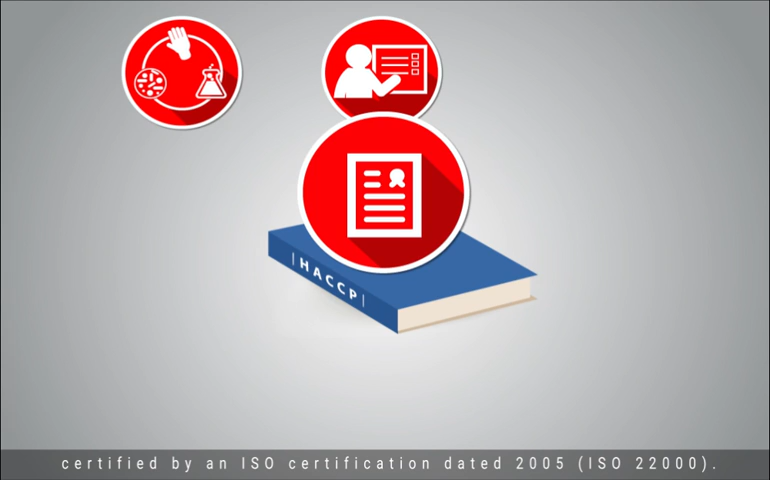 |HACCP|
certified by an ISO certification dated 2005 (ISO 22000).